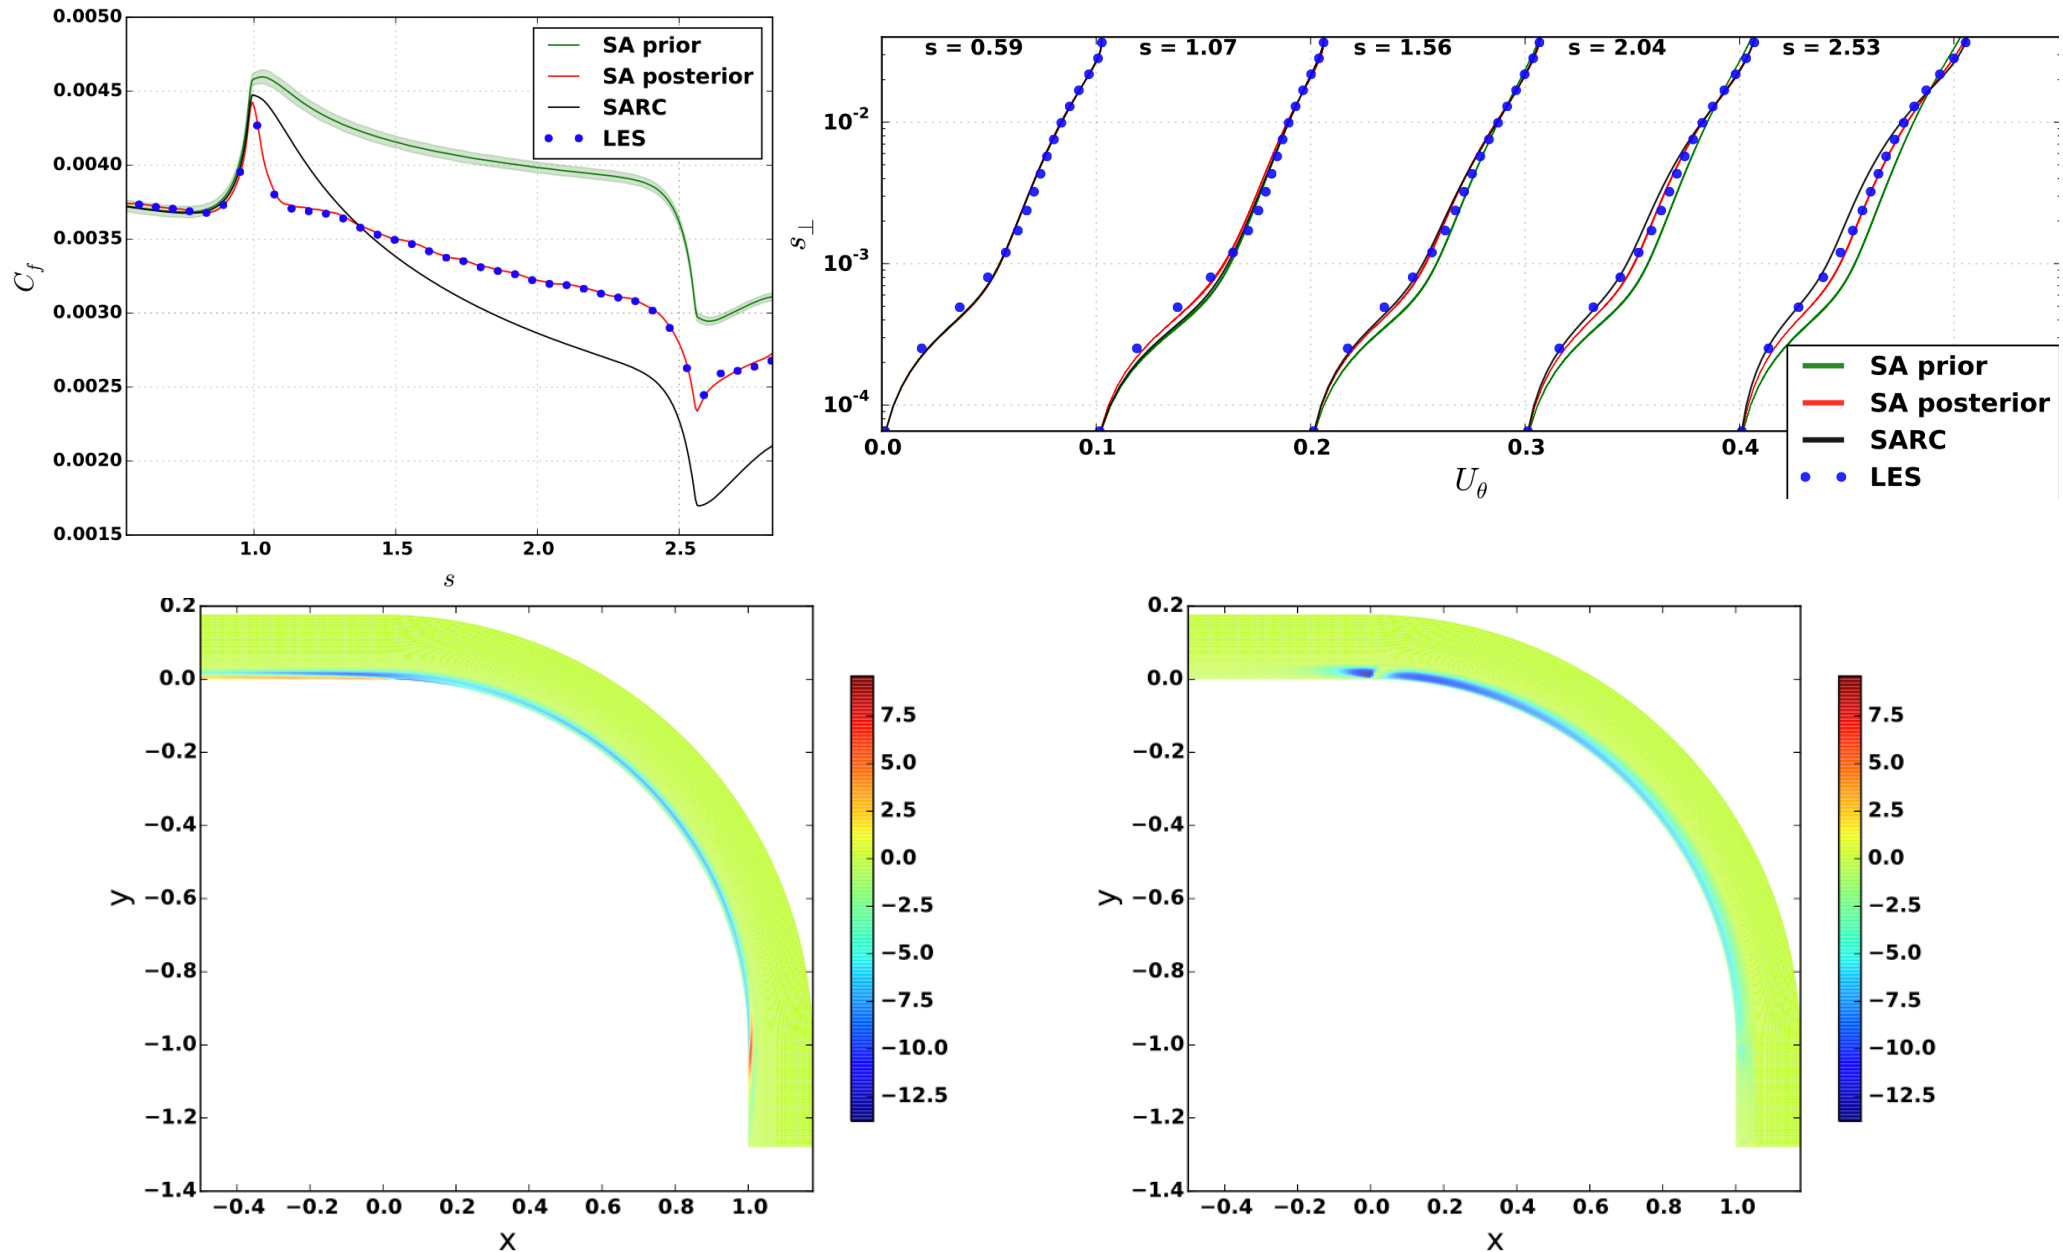 0.0050
0.0045
0.0040
0.0035
0.0030
0.0025
0.0020
0.0015
C_f
1.0 1.5 2.0 2.5
s
SA prior
SA posterior
SARC
LES
s = 0.59 s = 1.07 s = 1.56 s = 2.04 s = 2.53
10^-2
10^-3
10^-4
s_⊥
0.0 0.1 0.2 0.3 0.4
U_θ
SA prior
SA posterior
SARC
LES
0.2
0.0
−0.2
−0.4
−0.6
−0.8
−1.0
−1.2
−1.4
y
−0.4 −0.2 0.0 0.2 0.4 0.6 0.8 1.0
x
7.5
5.0
2.5
0.0
−2.5
−5.0
−7.5
−10.0
−12.5
0.2
0.0
−0.2
−0.4
−0.6
−0.8
−1.0
−1.2
−1.4
y
−0.4 −0.2 0.0 0.2 0.4 0.6 0.8 1.0
x
7.5
5.0
2.5
0.0
−2.5
−5.0
−7.5
−10.0
−12.5